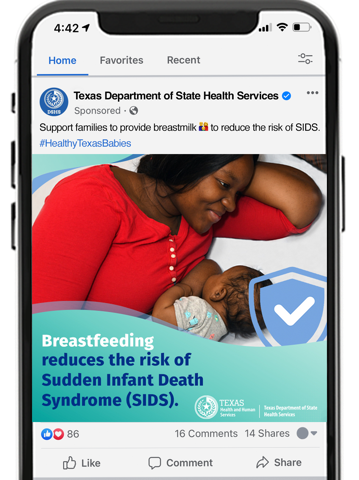 4:42
Home Favorites Recent
Texas Department of State Health Services
DSHS
Sponsored ·
Support families to provide breastmilk 🤱 to reduce the risk of SIDS.
#HealthyTexasBabies
Breastfeeding
reduces the risk of
Sudden Infant Death
Syndrome (SIDS).
TEXAS
Health and Human
Services
Texas Department of State
Health Services
86 16 Comments 14 Shares
Like Comment Share